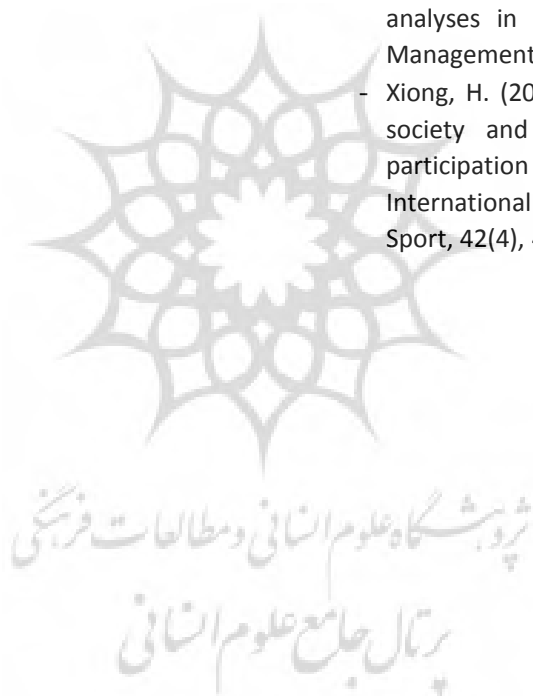 analyses in
Management
- Xiong, H. (20
society and
participation
International
Sport, 42(4),
پژوهشگاه علوم انسانی و مطالعات فرهنگی
پرتال جامع علوم انسانی